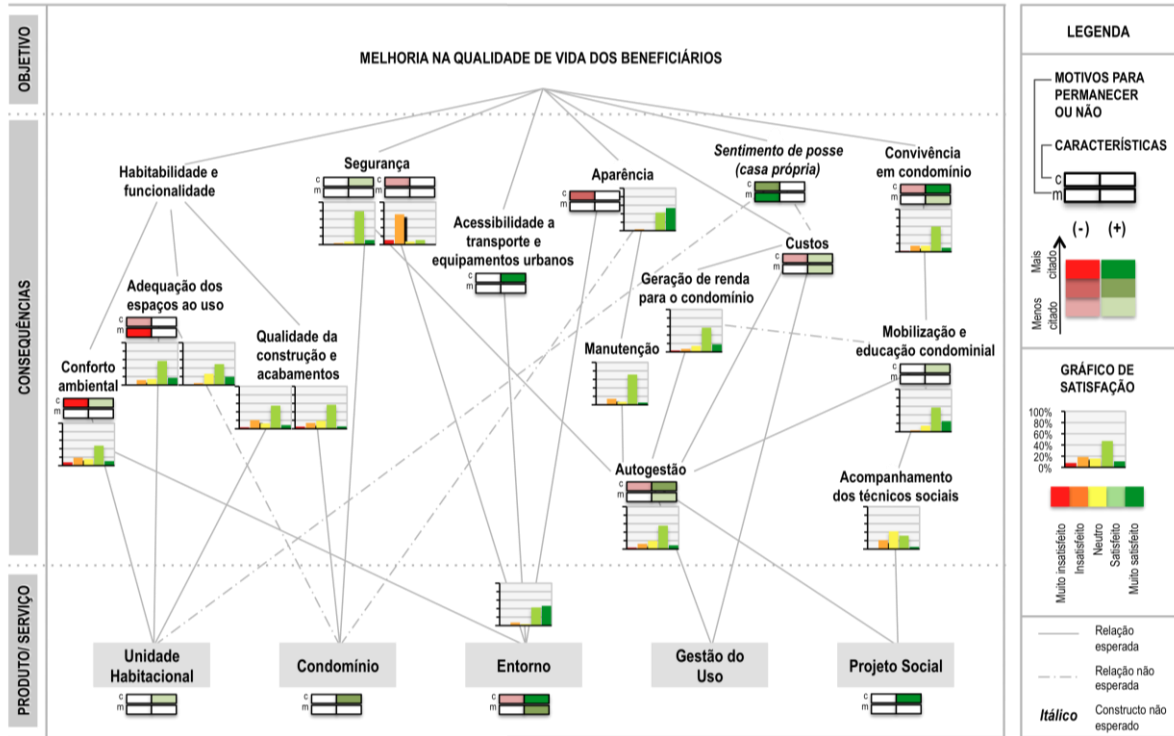 OBJETIVO
MELHORIA NA QUALIDADE DE VIDA DOS BENEFICIÁRIOS
CONSEQUÊNCIAS
Habitabilidade e
funcionalidade
Segurança
Acessibilidade a
transporte e
equipamentos urbanos
c
m
Aparência
c
m
Sentimento de posse
(casa própria)
c
m
Convivência
em condomínio
c
m
Custos
c
m
Geração de renda
para o condomínio
Adequação dos
espaços ao uso
c
m
Qualidade da
construção e
acabamentos
Conforto
ambiental
c
m
Manutenção
Mobilização e
educação condominial
c
m
Autogestão
c
m
Acompanhamento
dos técnicos sociais
PRODUTO/ SERVIÇO
Unidade
Habitacional
c
m
Condomínio
c
m
Entorno
c
m
Gestão do
Uso
Projeto Social
c
m
LEGENDA
MOTIVOS PARA
PERMANECER
OU NÃO
CARACTERÍSTICAS
c
m
(-) (+)
Mais
citado
Menos
citado
GRÁFICO DE
SATISFAÇÃO
100%
80%
60%
40%
20%
0%
Muito insatisfeito
Insatisfeito
Neutro
Satisfeito
Muito satisfeito
Relação
esperada
Relação não
esperada
Itálico
Constructo não
esperado